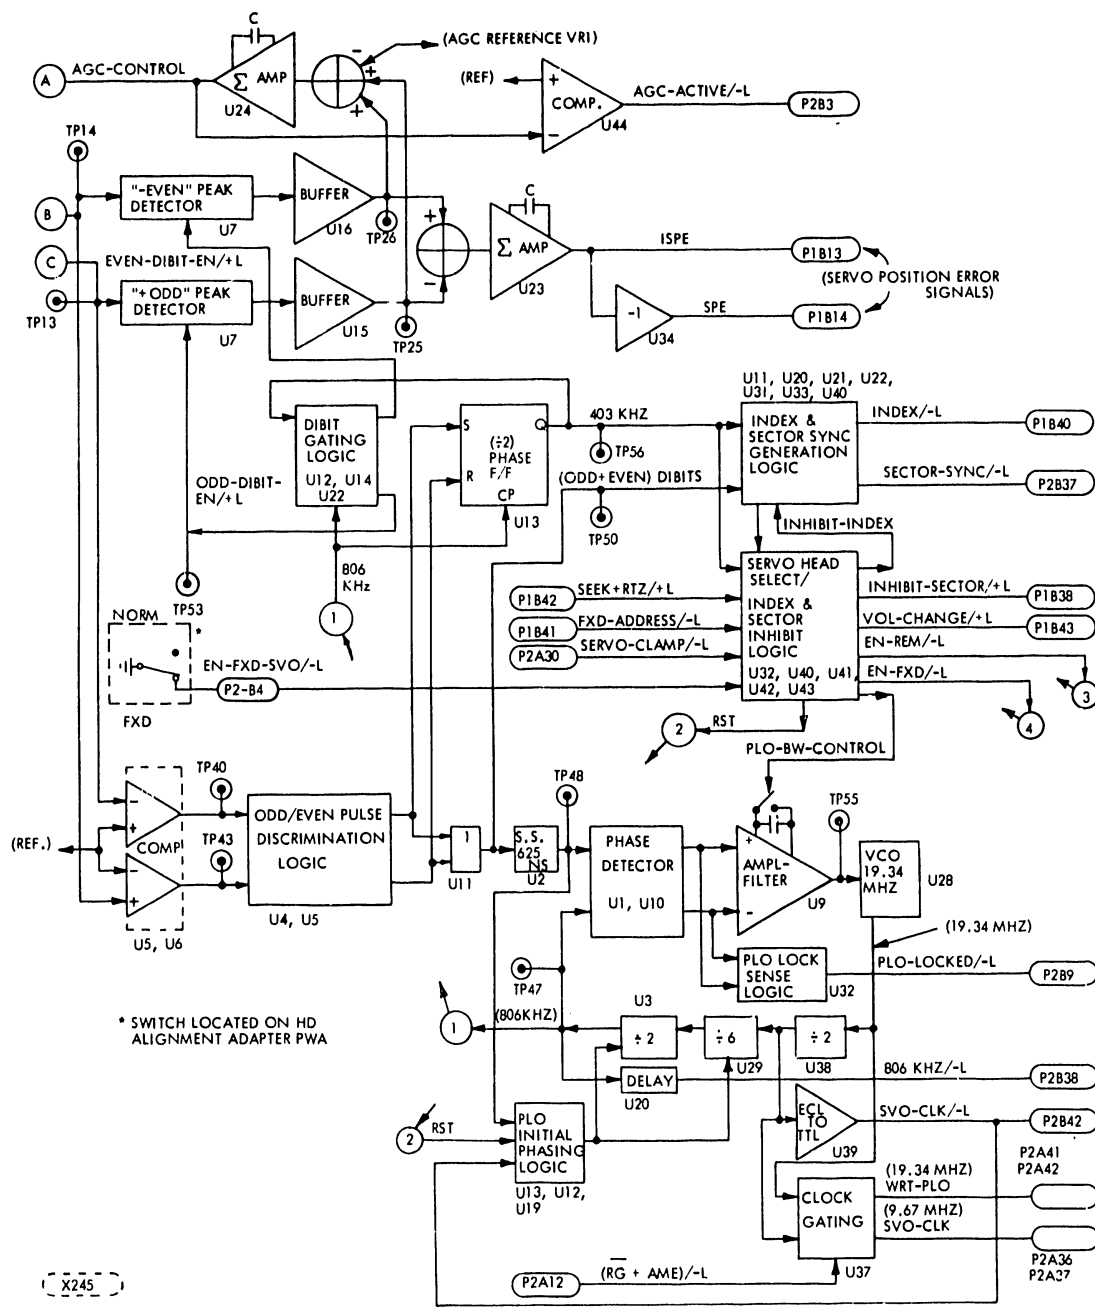 C
(AGC REFERENCE VR1)
A
AGC-CONTROL
Σ AMP
U24
-
+
+
(REF)
+
COMP.
-
U44
AGC-ACTIVE/-L
P2B3
TP14
B
"-EVEN" PEAK
DETECTOR
U7
BUFFER
U16
TP26
+
-
C
Σ AMP
U23
ISPE
P1B13
(SERVO POSITION ERROR
SIGNALS)
C
EVEN-DIBIT-EN/+L
TP13
"+ODD" PEAK
DETECTOR
U7
BUFFER
U15
TP25
-1
U34
SPE
P1B14
U11, U20, U21, U22,
U31, U33, U40
DIBIT
GATING
LOGIC
U12, U14
U22
S
Q
(÷2)
PHASE
F/F
R
CP
U13
403 KHZ
TP56
INDEX &
SECTOR SYNC
GENERATION
LOGIC
INDEX/-L
P1B40
SECTOR-SYNC/-L
P2B37
ODD-DIBIT-
EN/+L
(ODD+EVEN) DIBITS
TP50
INHIBIT-INDEX
TP53
806
KHz
1
SERVO HEAD
SELECT/
INDEX &
SECTOR
INHIBIT
LOGIC
U32, U40, U41,
U42, U43
P1B42
SEEK+RTZ/+L
P1B41
FXD-ADDRESS/-L
P2A30
SERVO-CLAMP/-L
INHIBIT-SECTOR/+L
P1B38
VOL-CHANGE/+L
P1B43
EN-REM/-L
3
EN-FXD/-L
4
NORM
*
EN-FXD-SVO/-L
P2-B4
FXD
2
RST
PLO-BW-CONTROL
TP40
TP48
TP55
-
+
(REF.)
COMP
-
+
TP43
U5, U6
ODD/EVEN PULSE
DISCRIMINATION
LOGIC
U4, U5
1
U11
S.S.
625
NS
U2
PHASE
DETECTOR
U1, U10
+
AMPL-
FILTER
-
U9
VCO
19.34
MHZ
U28
(19.34 MHZ)
PLO LOCK
SENSE
LOGIC
U32
PLO-LOCKED/-L
P2B9
TP47
* SWITCH LOCATED ON HD
ALIGNMENT ADAPTER PWA
1
(806KHZ)
U3
÷ 2
÷ 6
U29
÷ 2
U38
DELAY
U20
806 KHZ/-L
P2B38
2
RST
PLO
INITIAL
PHASING
LOGIC
U13, U12,
U19
ECL
TO
TTL
U39
SVO-CLK/-L
P2B42
P2A41
P2A42
(19.34 MHZ)
WRT-PLO
CLOCK
GATING
U37
(9.67 MHZ)
SVO-CLK
P2A36
P2A37
P2A12
(R̅G̅ + AME)/-L
X245